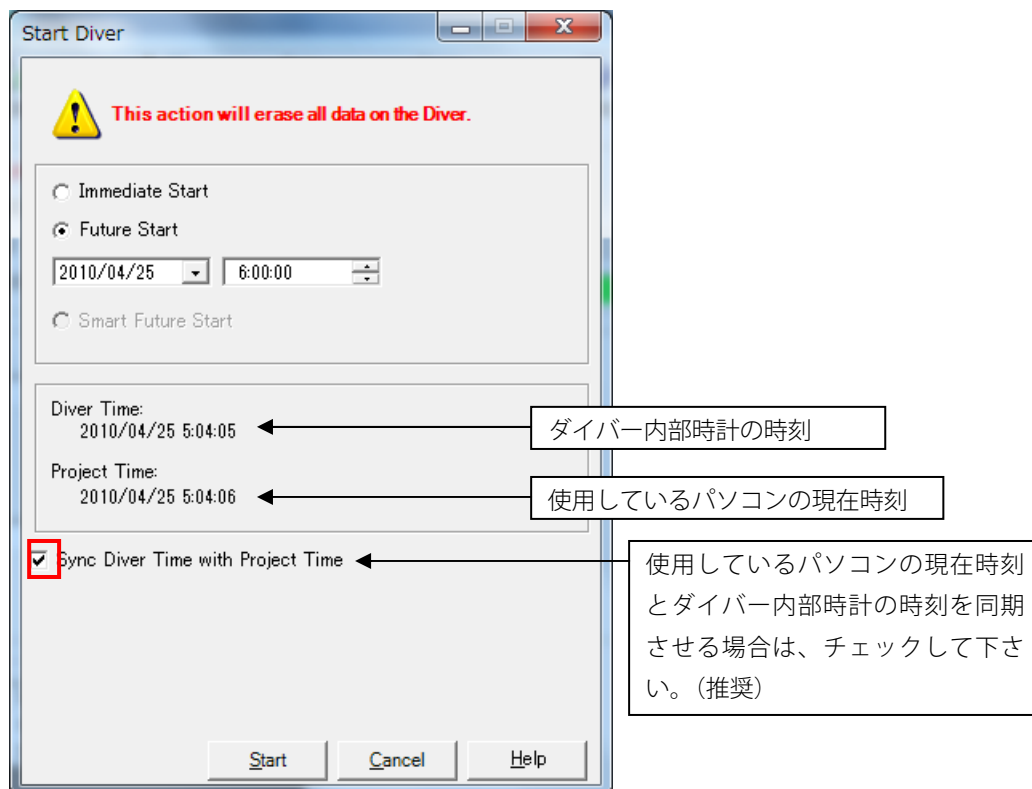 Start Diver
This action will erase all data on the Diver.
Immediate Start
Future Start
2010/04/25 6:00:00
Smart Future Start
Diver Time:
2010/04/25 5:04:05
ダイバー内部時計の時刻
Project Time:
2010/04/25 5:04:06
使用しているパソコンの現在時刻
Sync Diver Time with Project Time
使用しているパソコンの現在時刻
とダイバー内部時計の時刻を同期
させる場合は、チェックして下さ
い。（推奨）
Start Cancel Help